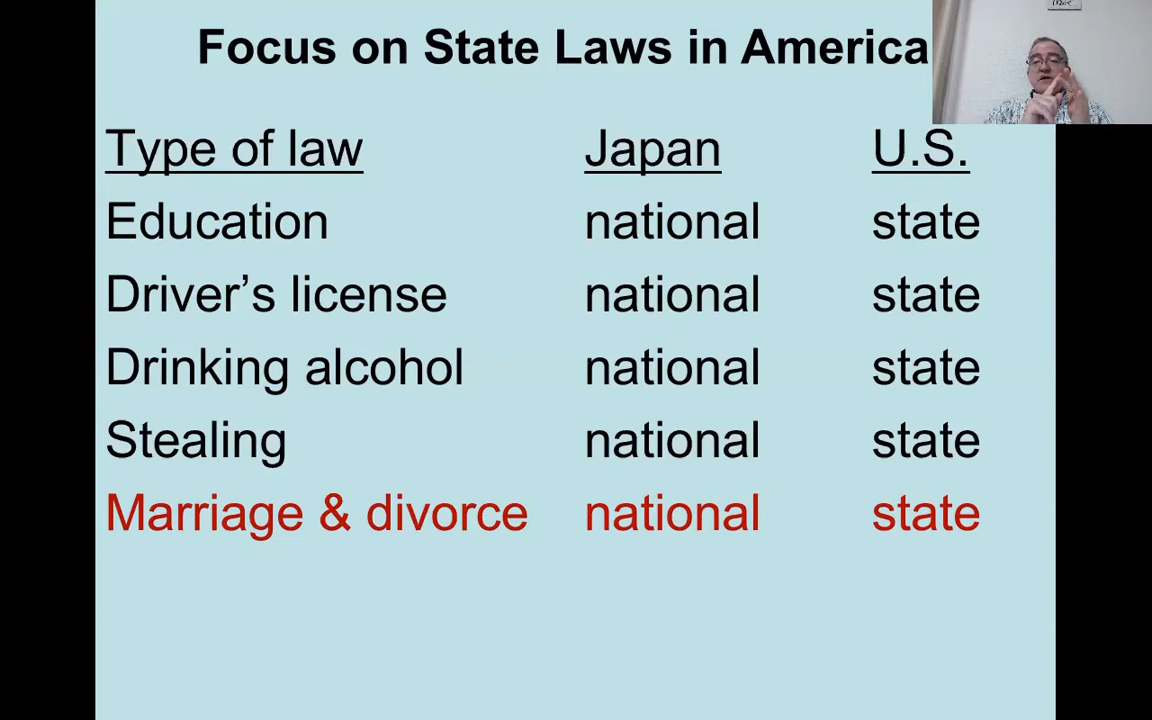 Focus on State Laws in America
Type of law Japan U.S.
Education national state
Driver's license national state
Drinking alcohol national state
Stealing national state
Marriage & divorce national state